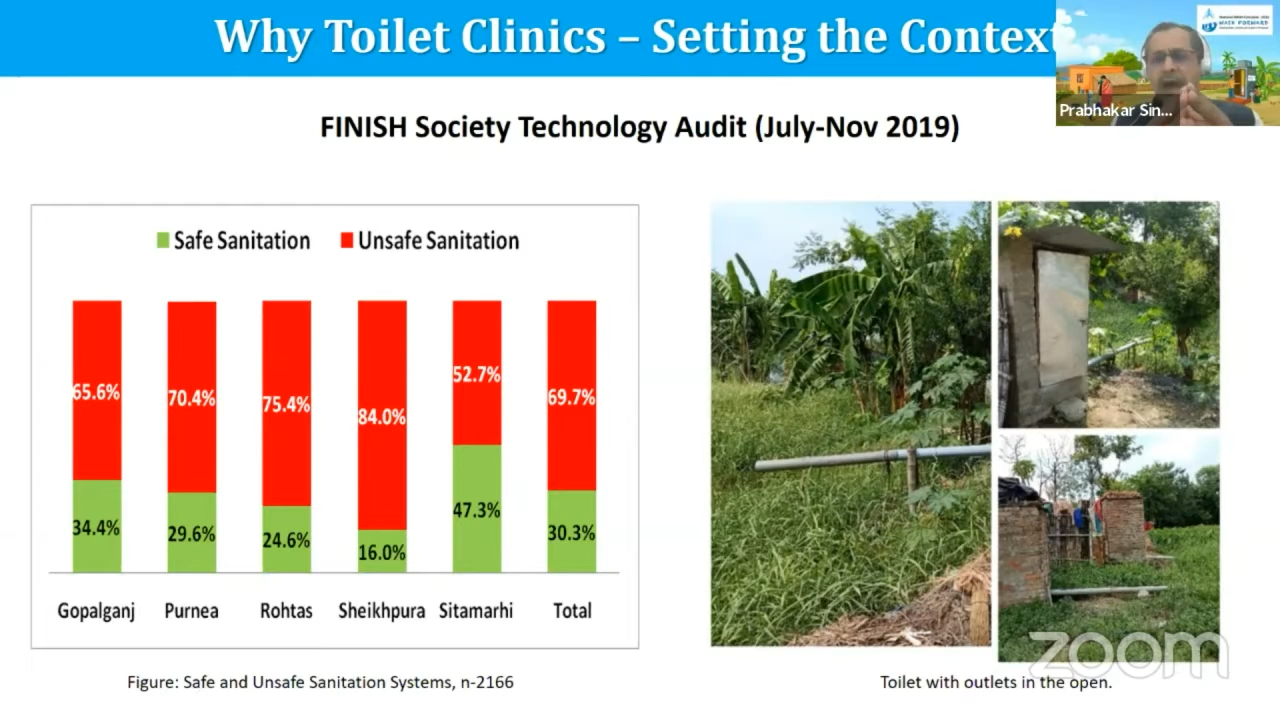 Why Toilet Clinics – Setting the Context
Prabhakar Sin...
FINISH Society Technology Audit (July-Nov 2019)
Safe Sanitation Unsafe Sanitation
65.6% 70.4% 75.4% 84.0% 52.7% 69.7%
34.4% 29.6% 24.6% 16.0% 47.3% 30.3%
Gopalganj Purnea Rohtas Sheikhpura Sitamarhi Total
Figure: Safe and Unsafe Sanitation Systems, n-2166
Toilet with outlets in the open.
zoom